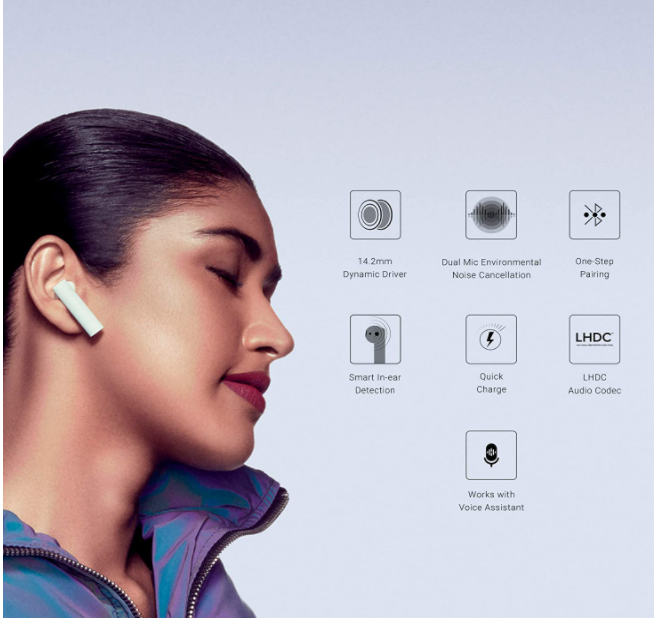 14.2mm
Dynamic Driver
Dual Mic Environmental
Noise Cancellation
One-Step
Pairing
Smart In-ear
Detection
Quick
Charge
LHDC
LHDC
Audio Codec
Works with
Voice Assistant